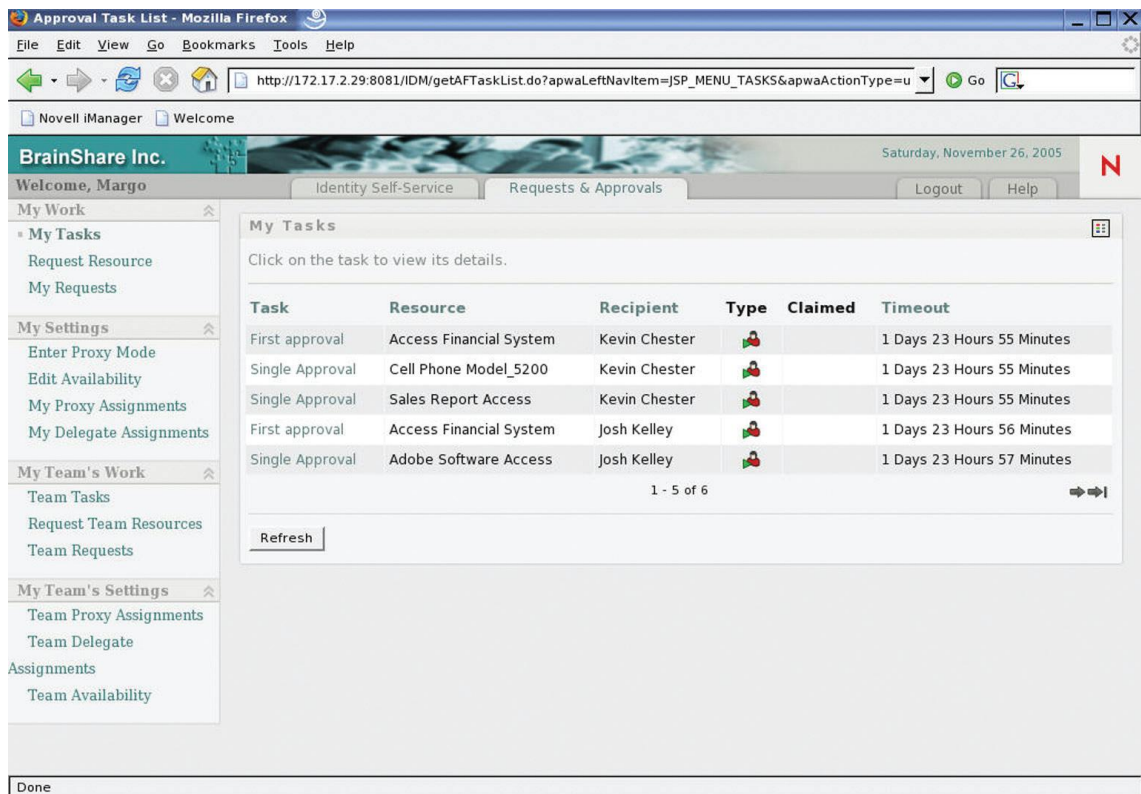 Approval Task List - Mozilla Firefox
File Edit View Go Bookmarks Tools Help
http://172.17.2.29:8081/IDM/getAFTaskList.do?apwaLeftNavItem=JSP_MENU_TASKS&apwaActionType=u Go G
Novell iManager Welcome
BrainShare Inc. Saturday, November 26, 2005 N
Welcome, Margo Identity Self-Service Requests & Approvals Logout Help
My Work
My Tasks
Request Resource
My Requests
My Settings
Enter Proxy Mode
Edit Availability
My Proxy Assignments
My Delegate Assignments
My Team's Work
Team Tasks
Request Team Resources
Team Requests
My Team's Settings
Team Proxy Assignments
Team Delegate
Assignments
Team Availability
My Tasks
Click on the task to view its details.
Task Resource Recipient Type Claimed Timeout
First approval Access Financial System Kevin Chester 1 Days 23 Hours 55 Minutes
Single Approval Cell Phone Model_5200 Kevin Chester 1 Days 23 Hours 55 Minutes
Single Approval Sales Report Access Kevin Chester 1 Days 23 Hours 55 Minutes
First approval Access Financial System Josh Kelley 1 Days 23 Hours 56 Minutes
Single Approval Adobe Software Access Josh Kelley 1 Days 23 Hours 57 Minutes
1 - 5 of 6
Refresh
Done